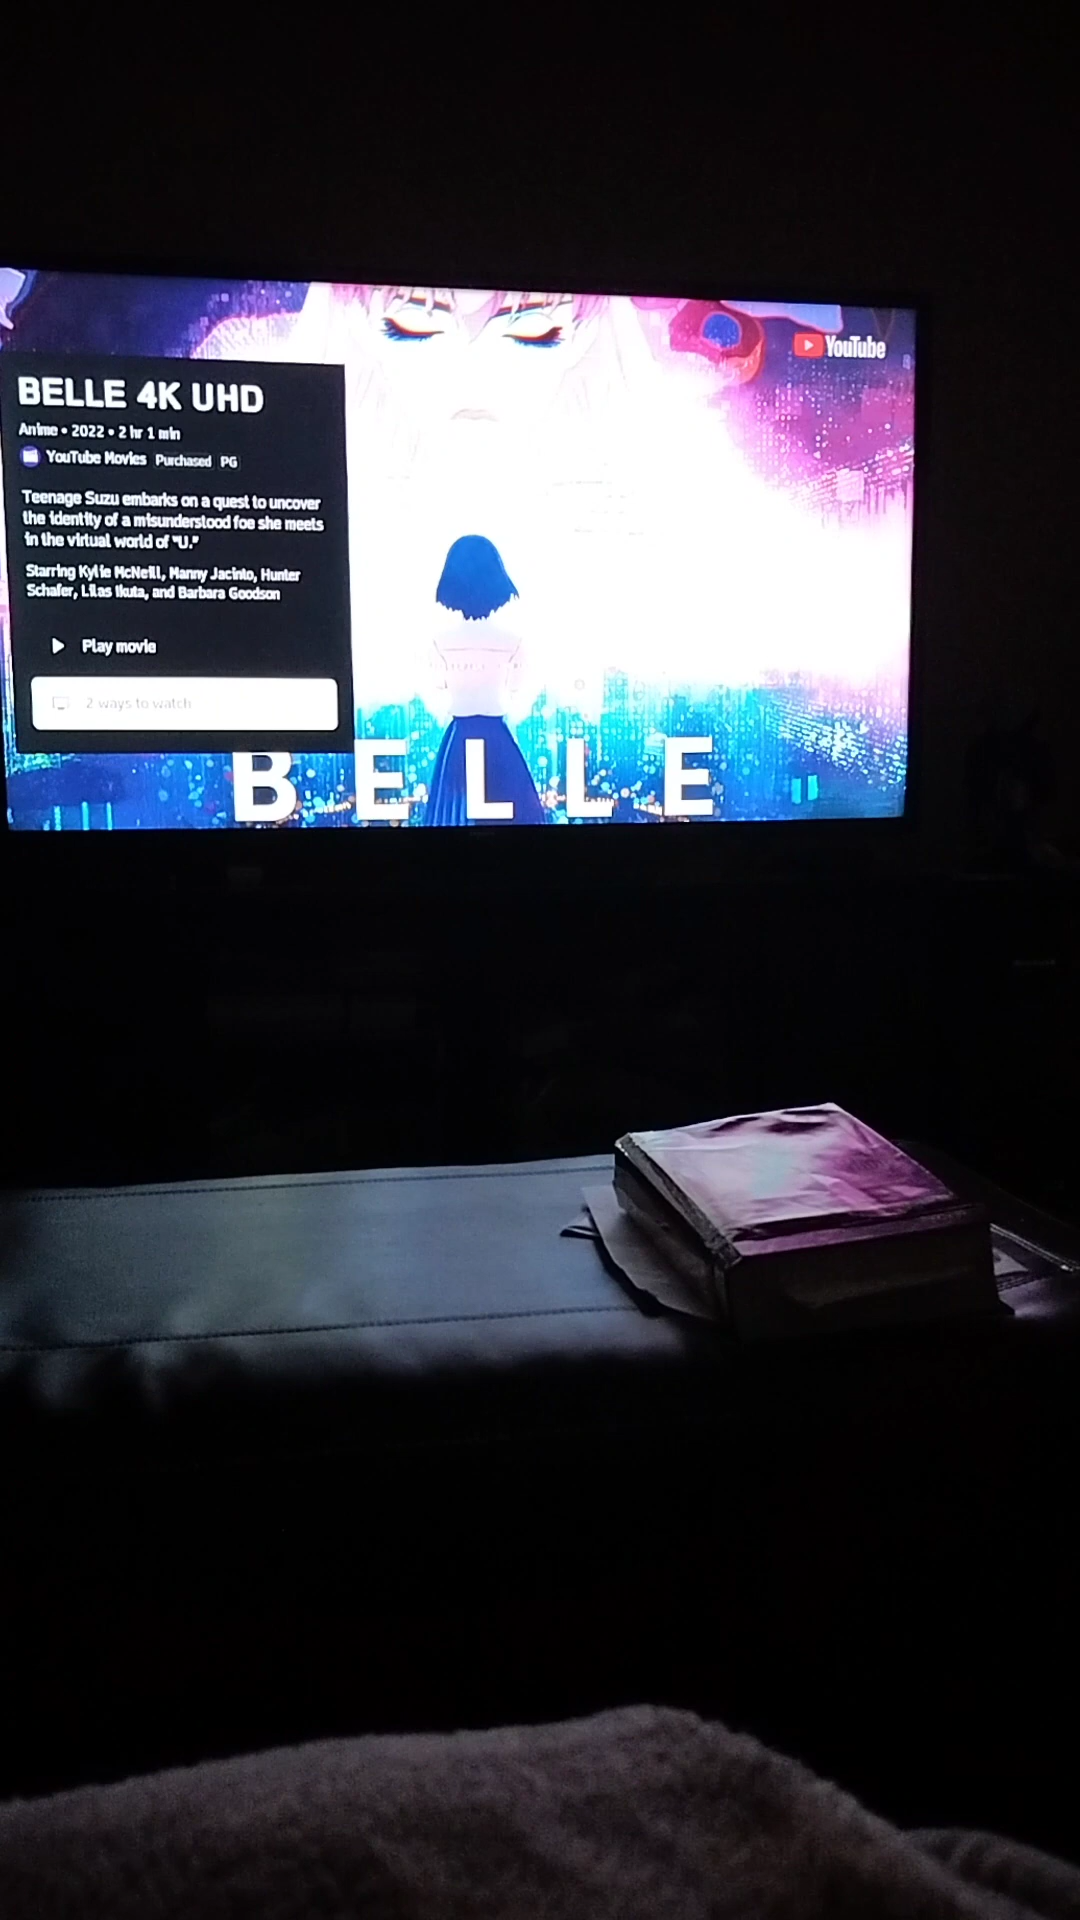 YouTube
BELLE 4K UHD
Anime • 2022 • 2 hr 1 min
YouTube Movies Purchased PG
Teenage Suzu embarks on a quest to uncover
the identity of a misunderstood foe she meets
in the virtual world of "U."
Starring Kylie McNeill, Manny Jacinto, Hunter
Schafer, Lilas Ikuta, and Barbara Goodson
Play movie
2 ways to watch
BELLE